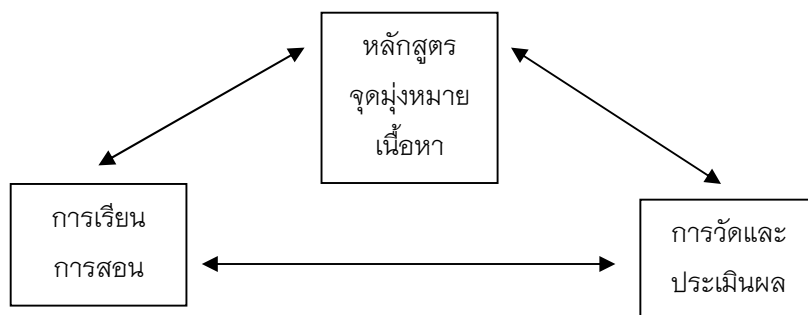 หลักสูตร
จุดมุ่งหมาย
เนื้อหา
การเรียน
การสอน
การวัดและ
ประเมินผล